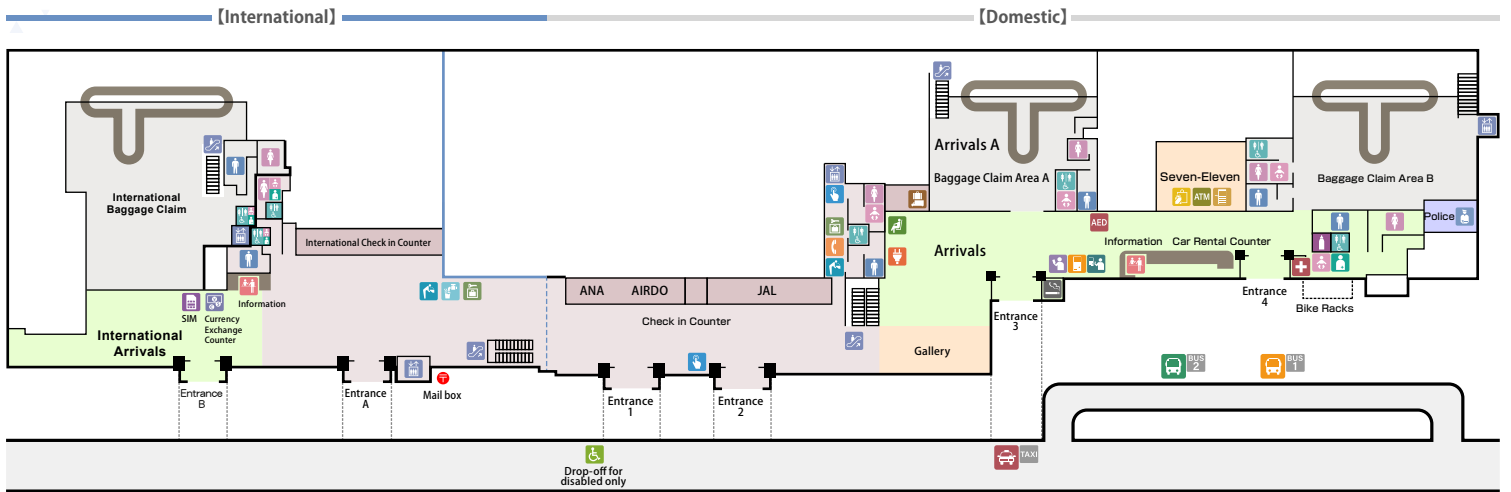 【International】
【Domestic】
International
Baggage Claim
International Check in Counter
SIM
Currency
Exchange
Counter
Information
International
Arrivals
Entrance
B
Entrance
A
Mail box
ANA
AIRDO
JAL
Check in Counter
Entrance
1
Entrance
2
Drop-off for
disabled only
Arrivals A
Baggage Claim Area A
Arrivals
Gallery
Entrance
3
AED
Seven-Eleven
ATM
Information
Car Rental Counter
Entrance
4
Bike Racks
Baggage Claim Area B
Police
BUS
2
BUS
1
TAXI